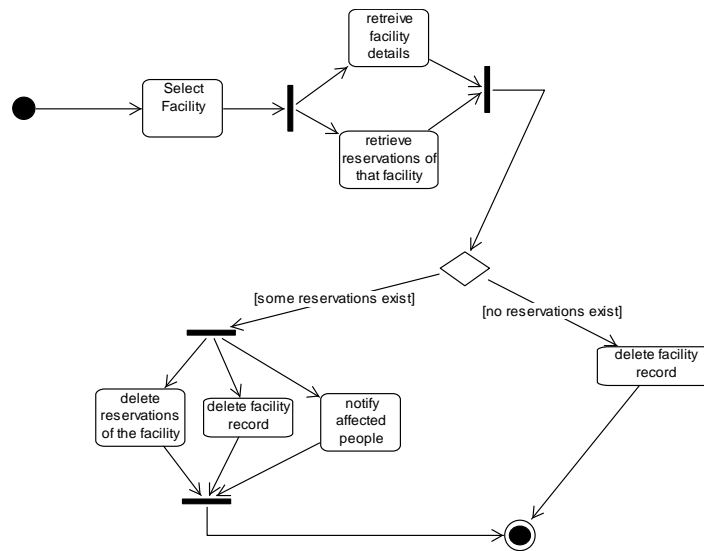 retreive
facility
details
Select
Facility
retrieve
reservations of
that facility
[some reservations exist]
[no reservations exist]
delete facility
record
delete
reservations
of the facility
delete facility
record
notify
affected
people